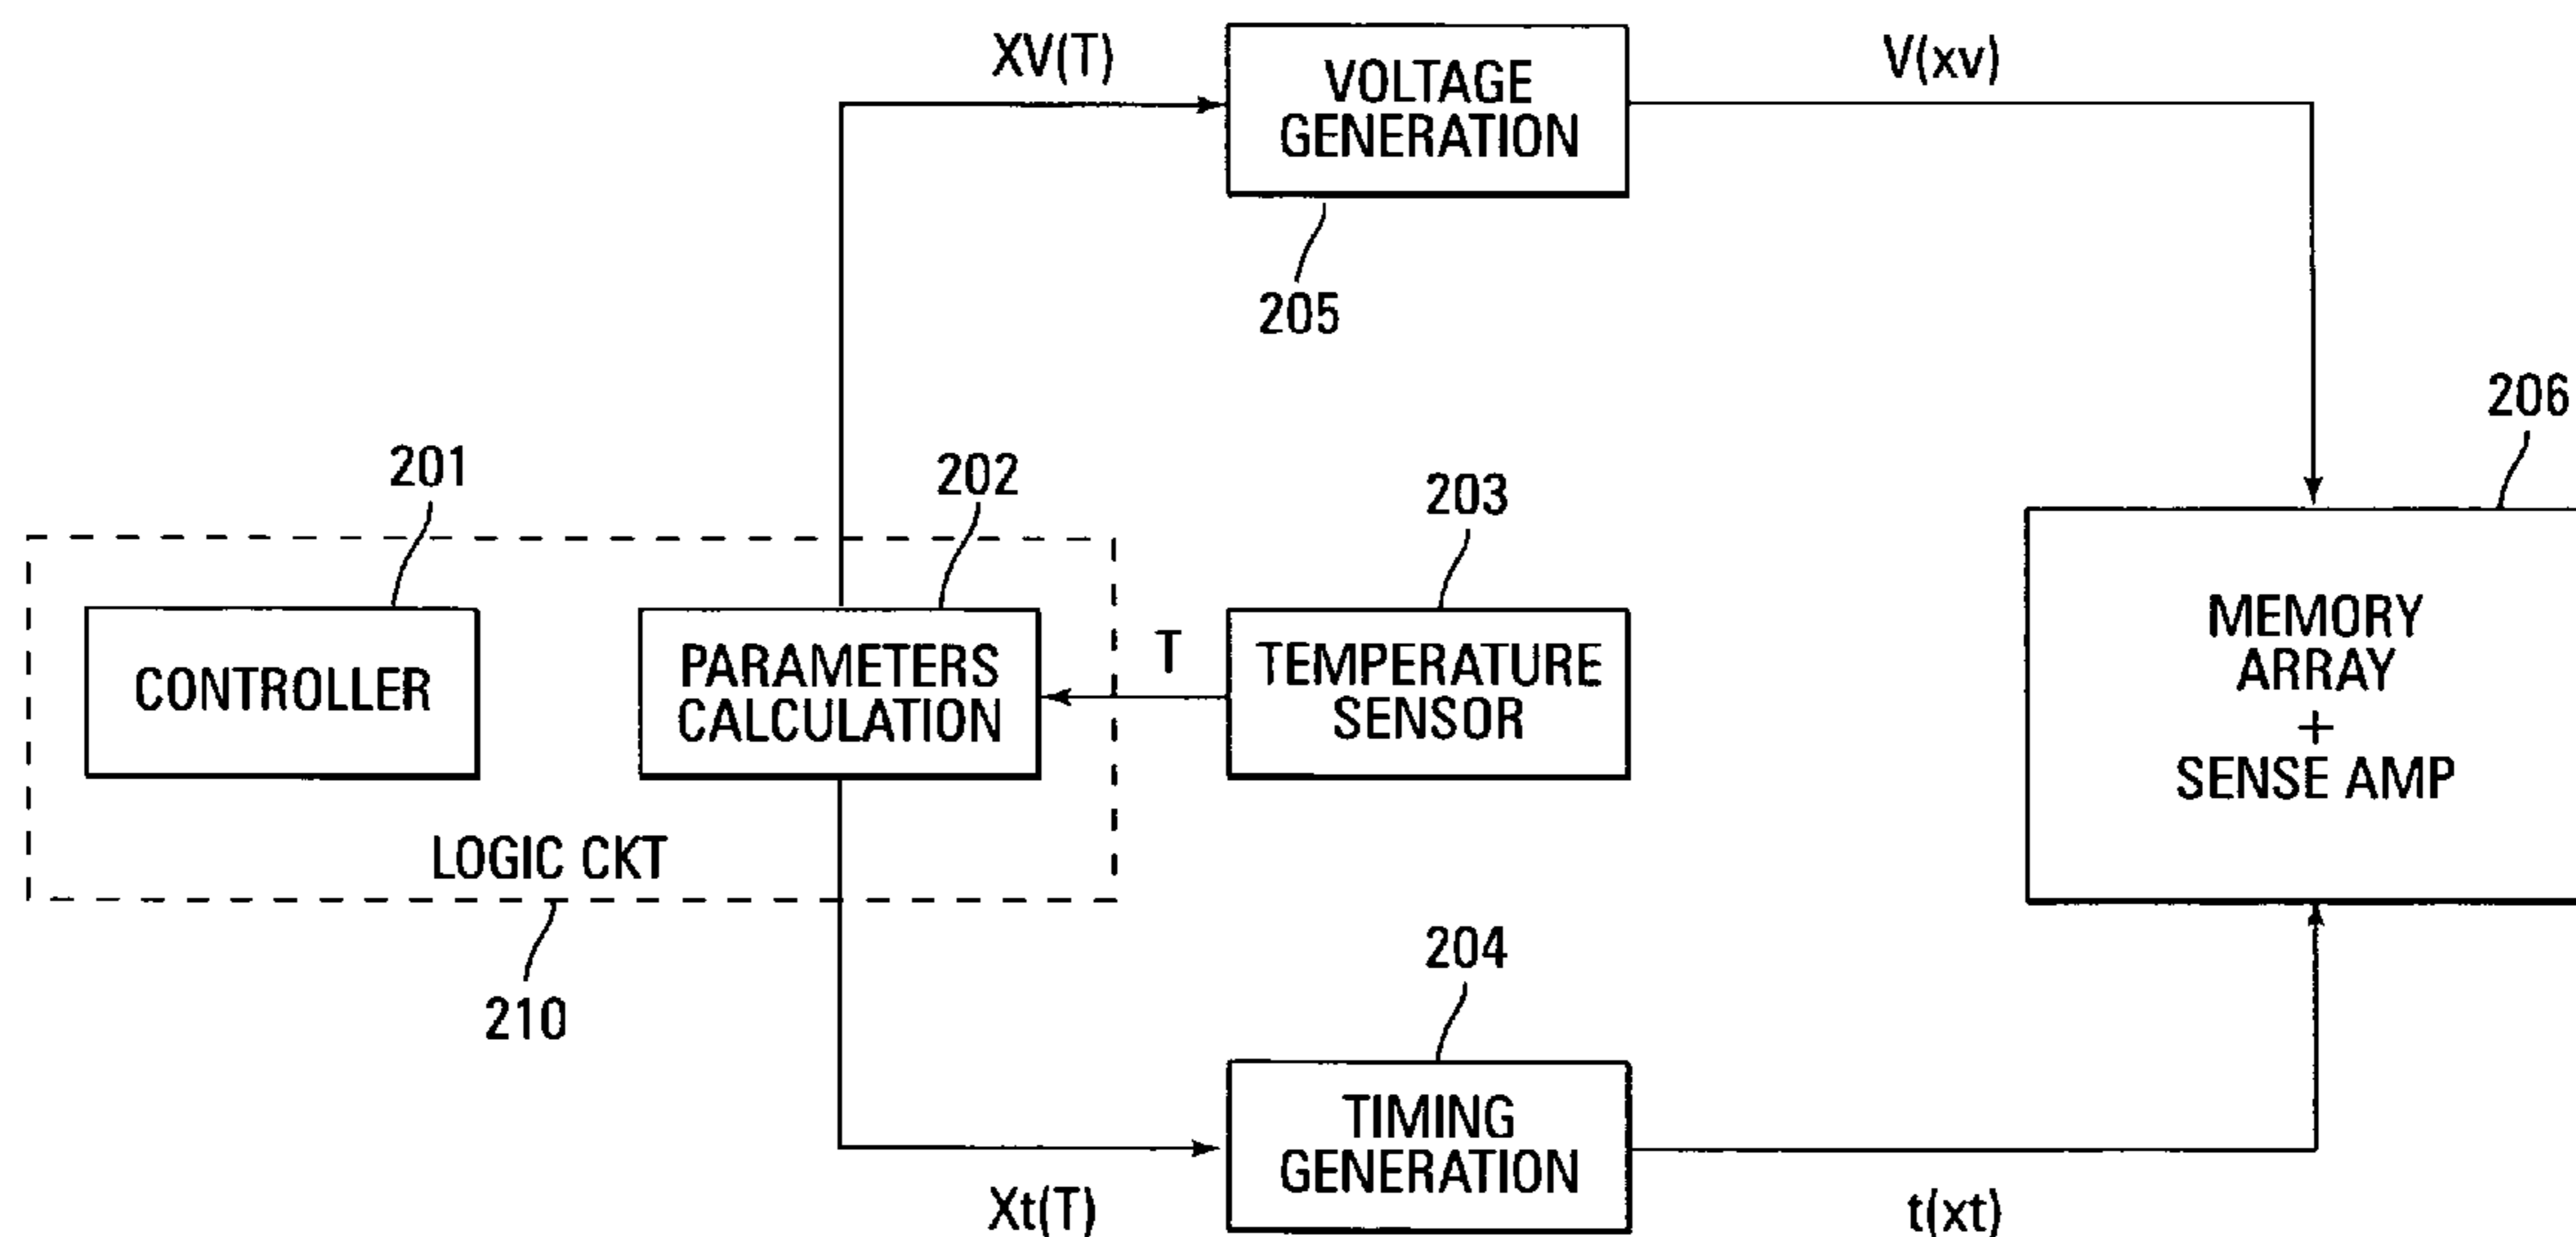 XV(T)
VOLTAGE
GENERATION
V(xv)
205
206
201
202
203
CONTROLLER
PARAMETERS
CALCULATION
T
TEMPERATURE
SENSOR
MEMORY
ARRAY
+
SENSE AMP
LOGIC CKT
210
204
TIMING
GENERATION
Xt(T)
t(xt)